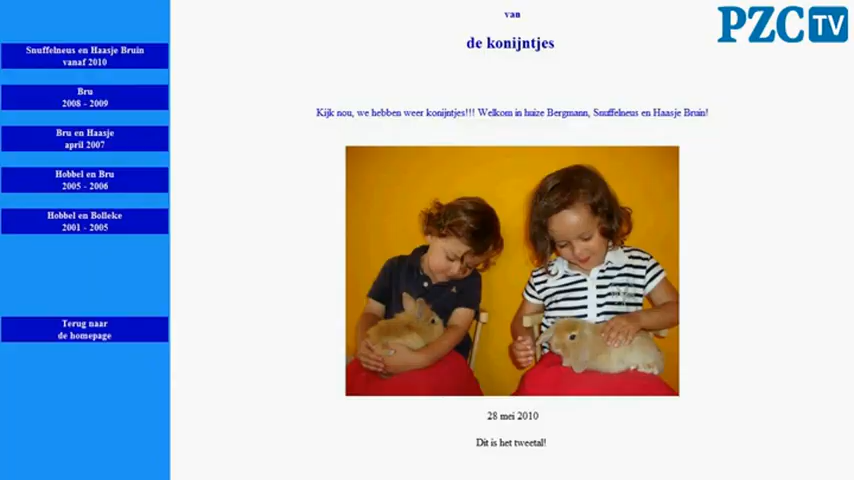 van
de konijntjes
PZC TV
Snuffelneus en Haasje Bruin
vanaf 2010
Bru
2008 - 2009
Bru en Haasje
april 2007
Hobbel en Bru
2005 - 2006
Hobbel en Bolleke
2001 - 2005
Terug naar
de homepage
Kijk nou, we hebben weer konijntjes!!! Welkom in huize Bergmann, Snuffelneus en Haasje Bruin!
28 mei 2010
Dit is het tweetal!